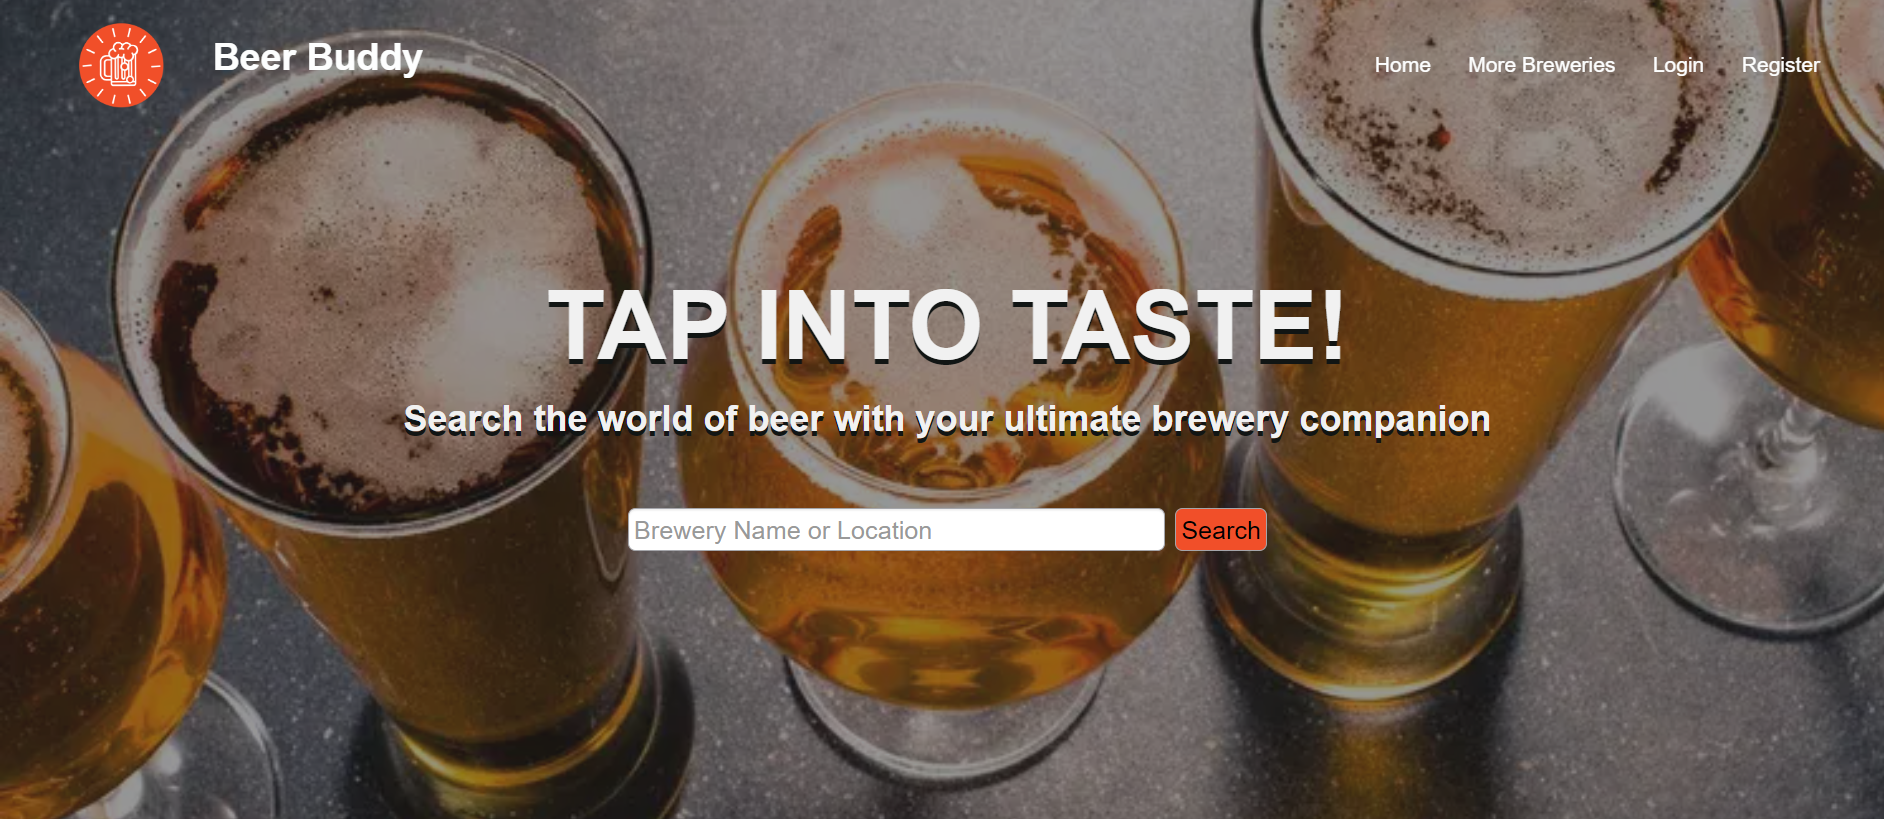 Beer Buddy
Home
More Breweries
Login
Register
TAP INTO TASTE!
Search the world of beer with your ultimate brewery companion
Brewery Name or Location
Search